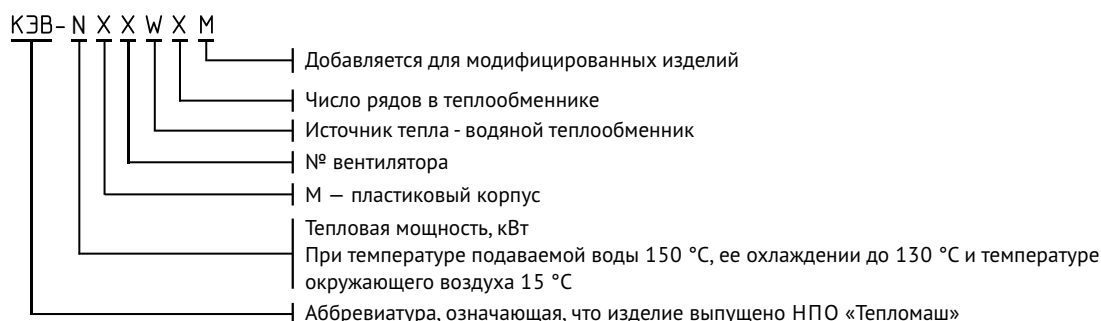 КЭВ- N X X W X M
Добавляется для модифицированных изделий
Число рядов в теплообменнике
Источник тепла - водяной теплообменник
№ вентилятора
М — пластиковый корпус
Тепловая мощность, кВт
При температуре подаваемой воды 150 °С, ее охлаждении до 130 °С и температуре
окружающего воздуха 15 °С
Аббревиатура, означающая, что изделие выпущено НПО «Тепломаш»